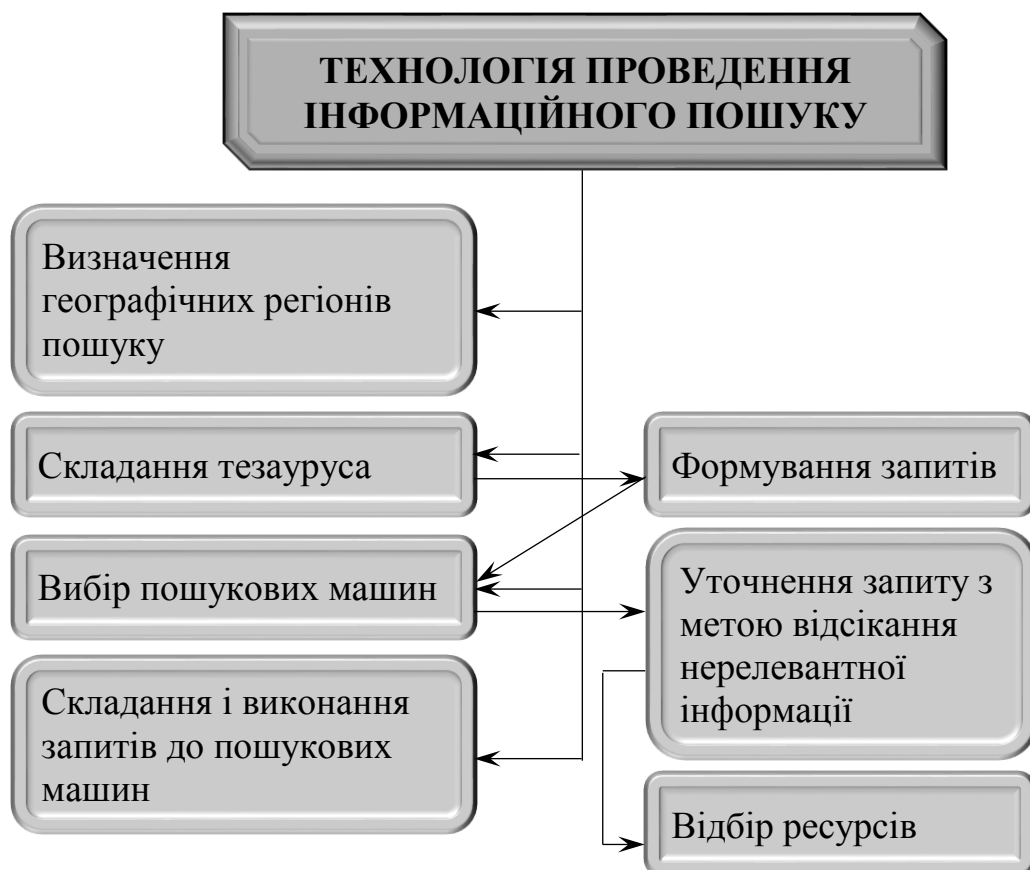 ТЕХНОЛОГІЯ ПРОВЕДЕННЯ
ІНФОРМАЦІЙНОГО ПОШУКУ
Визначення
географічних регіонів
пошуку
Складання тезауруса
Формування запитів
Вибір пошукових машин
Уточнення запиту з
метою відсікання
нерелевантної
інформації
Складання і виконання
запитів до пошукових
машин
Відбір ресурсів